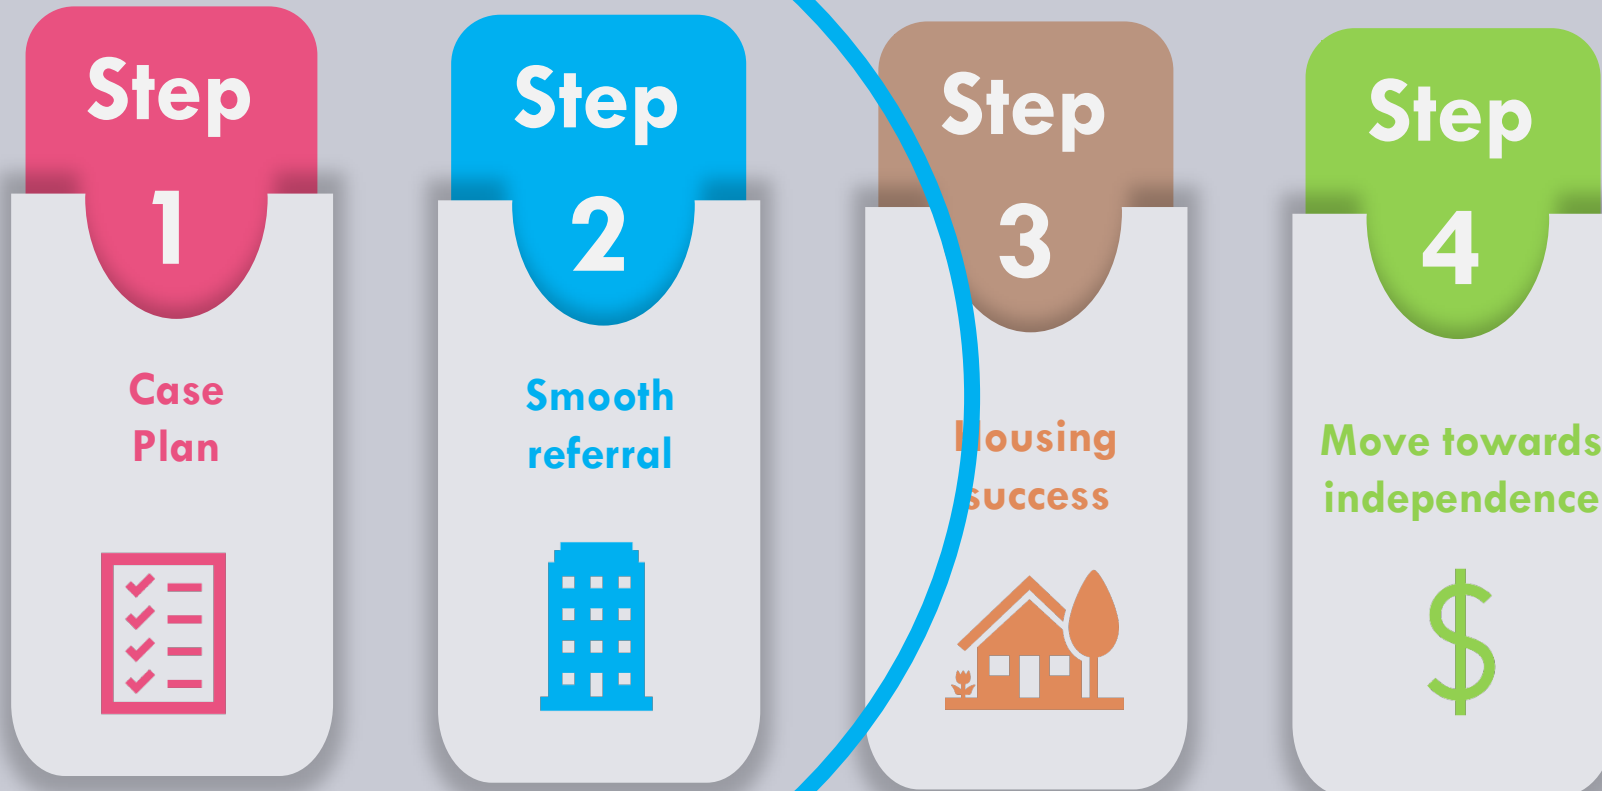 Step
1
Case
Plan
Step
2
Smooth
referral
Step
3
Housing
success
Step
4
Move towards
independence